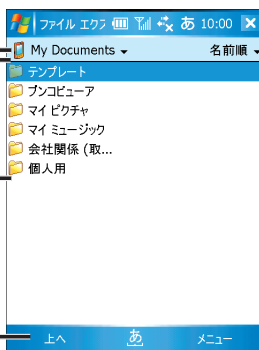 ファイル エクス あ 10:00
My Documents 名前順
テンプレート
ブンコビューア
マイ ピクチャ
マイ ミュージック
会社関係 (取...
個人用
上へ あ メニュー